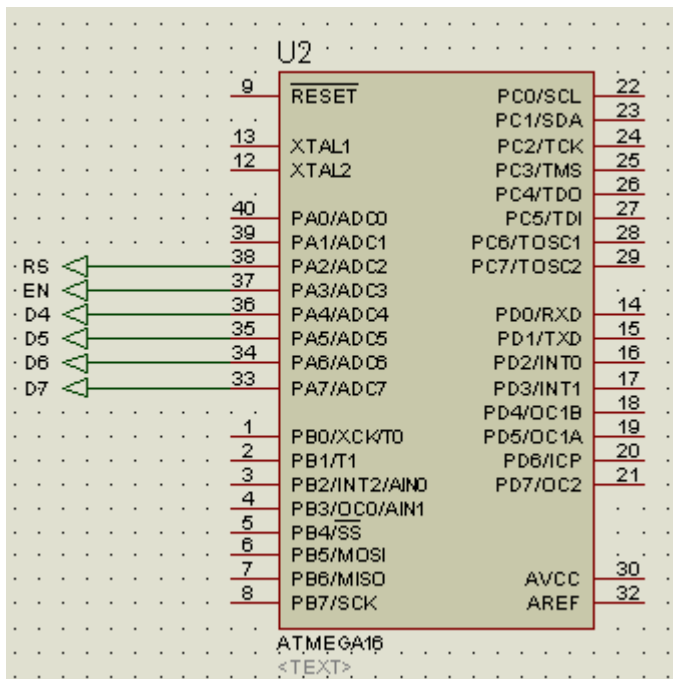 U2
9 RESET PC0/SCL 22
PC1/SDA 23
13 XTAL1 PC2/TCK 24
12 XTAL2 PC3/TMS 25
PC4/TDO 26
40 PA0/ADC0 PC5/TDI 27
39 PA1/ADC1 PC6/TOSC1 28
RS 38 PA2/ADC2 PC7/TOSC2 29
EN 37 PA3/ADC3
D4 36 PA4/ADC4 PD0/RXD 14
D5 35 PA5/ADC5 PD1/TXD 15
D6 34 PA6/ADC6 PD2/INT0 16
D7 33 PA7/ADC7 PD3/INT1 17
PD4/OC1B 18
1 PB0/XCK/T0 PD5/OC1A 19
2 PB1/T1 PD6/ICP 20
3 PB2/INT2/AIN0 PD7/OC2 21
4 PB3/OC0/AIN1
5 PB4/SS
6 PB5/MOSI
7 PB6/MISO AVCC 30
8 PB7/SCK AREF 32
ATMEGA16
<TEXT>